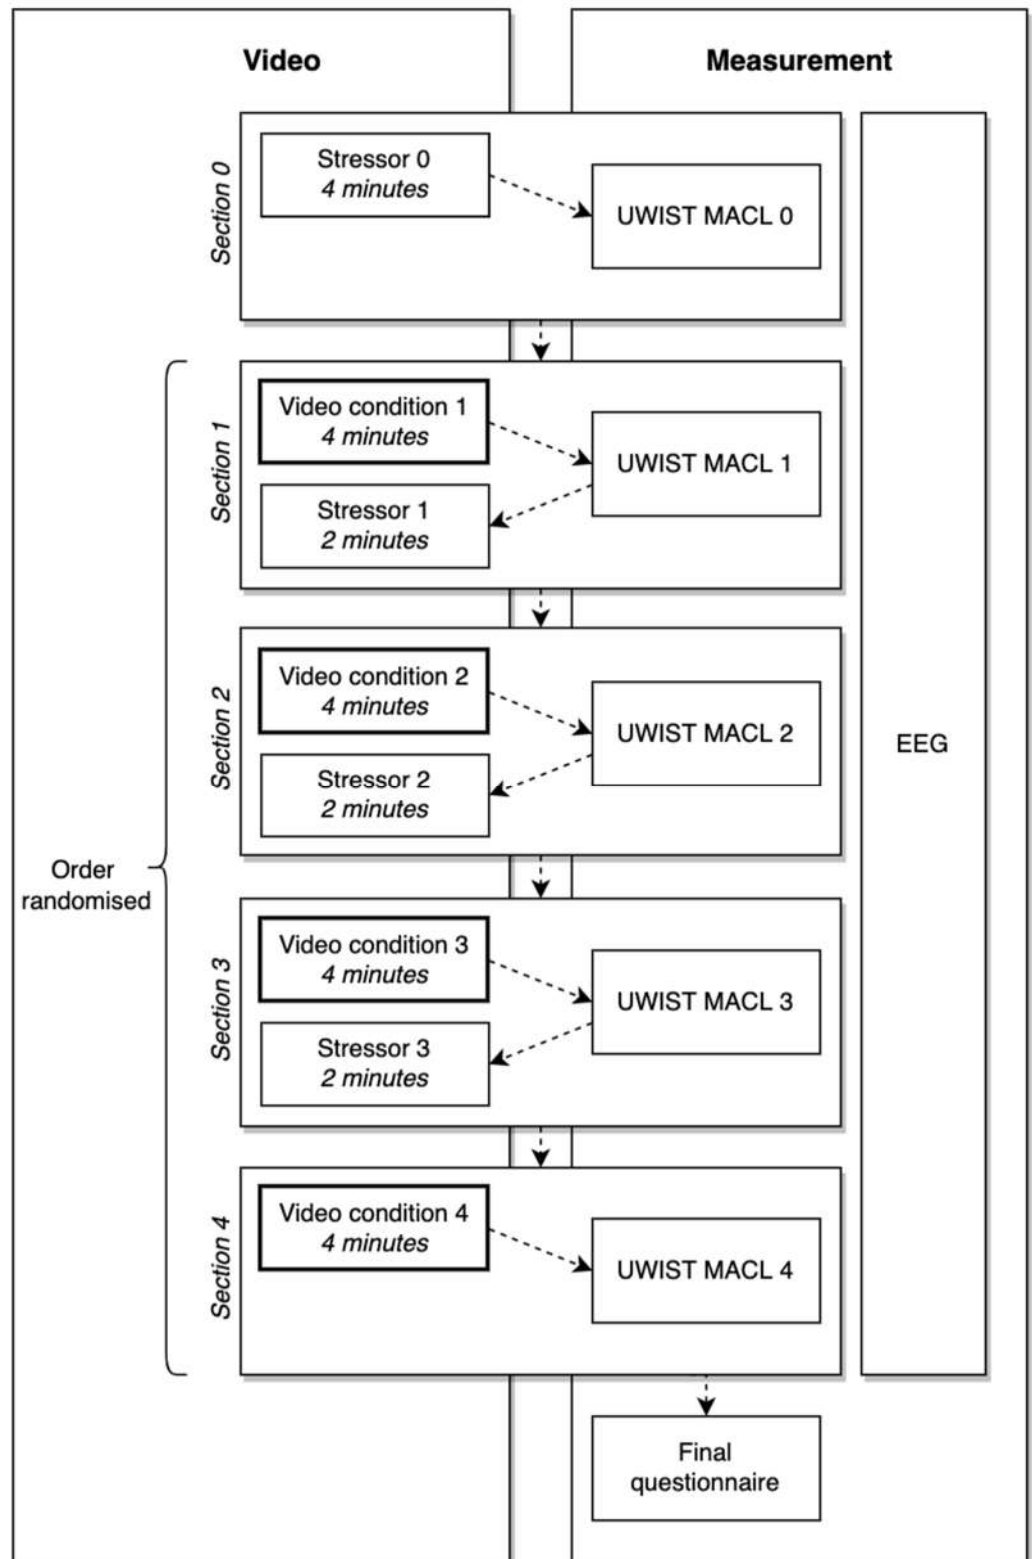 Video
Measurement
Section 0
Stressor 0
4 minutes
UWIST MACL 0
Section 1
Video condition 1
4 minutes
UWIST MACL 1
Stressor 1
2 minutes
Section 2
Video condition 2
4 minutes
UWIST MACL 2
Stressor 2
2 minutes
EEG
Order
randomised
Section 3
Video condition 3
4 minutes
UWIST MACL 3
Stressor 3
2 minutes
Section 4
Video condition 4
4 minutes
UWIST MACL 4
Final
questionnaire